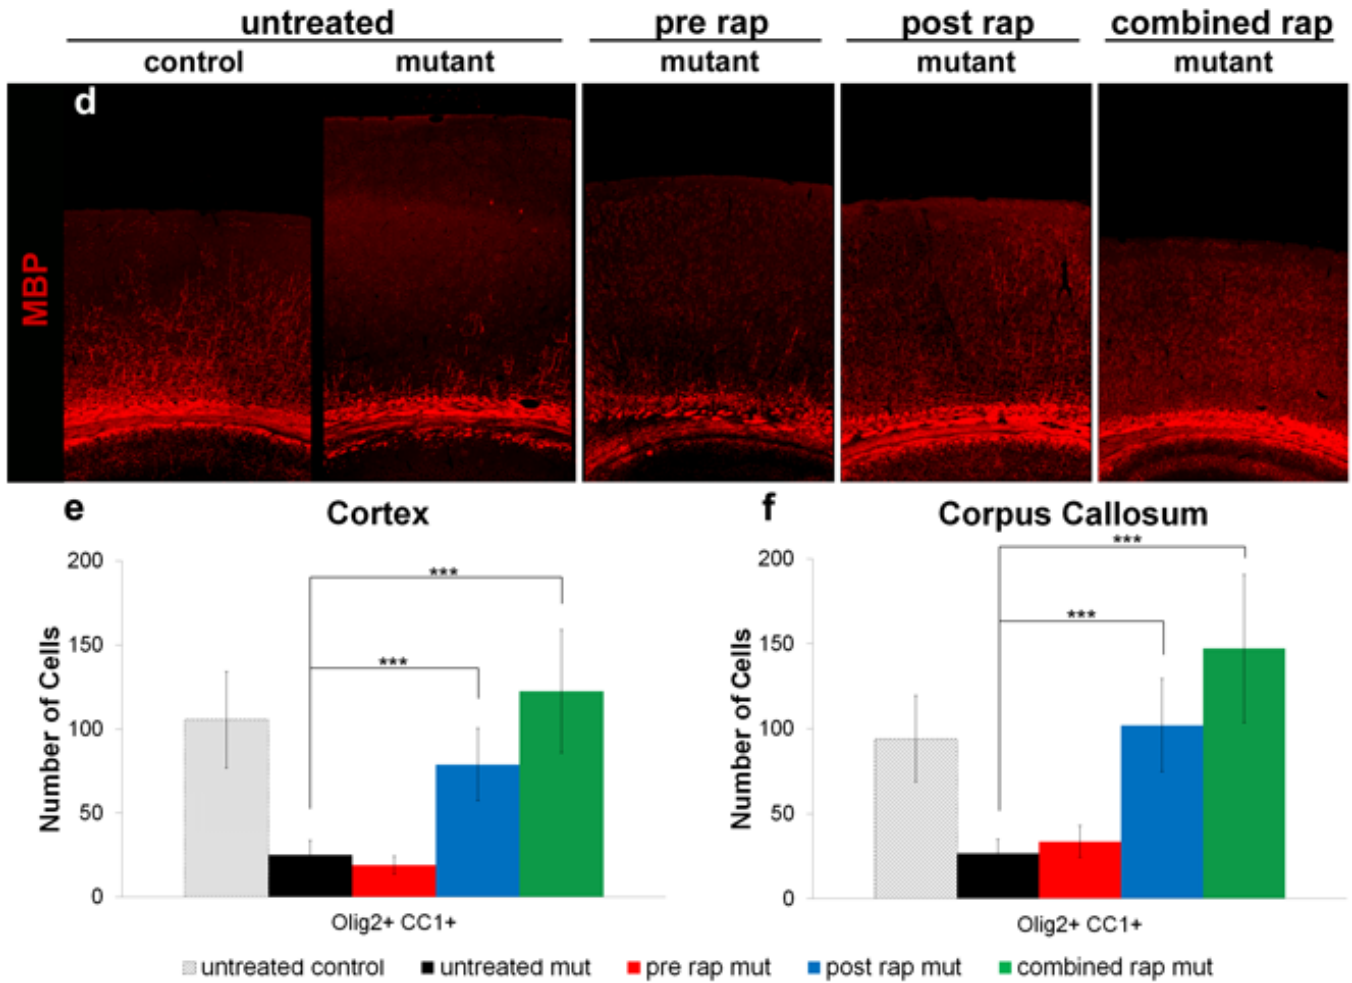 untreated pre rap post rap combined rap
control mutant mutant mutant mutant
d
MBP
e Cortex
200
150
100
50
0
Number of Cells
***
***
Olig2+ CC1+
f Corpus Callosum
200
150
100
50
0
Number of Cells
***
***
Olig2+ CC1+
untreated control untreated mut pre rap mut post rap mut combined rap mut